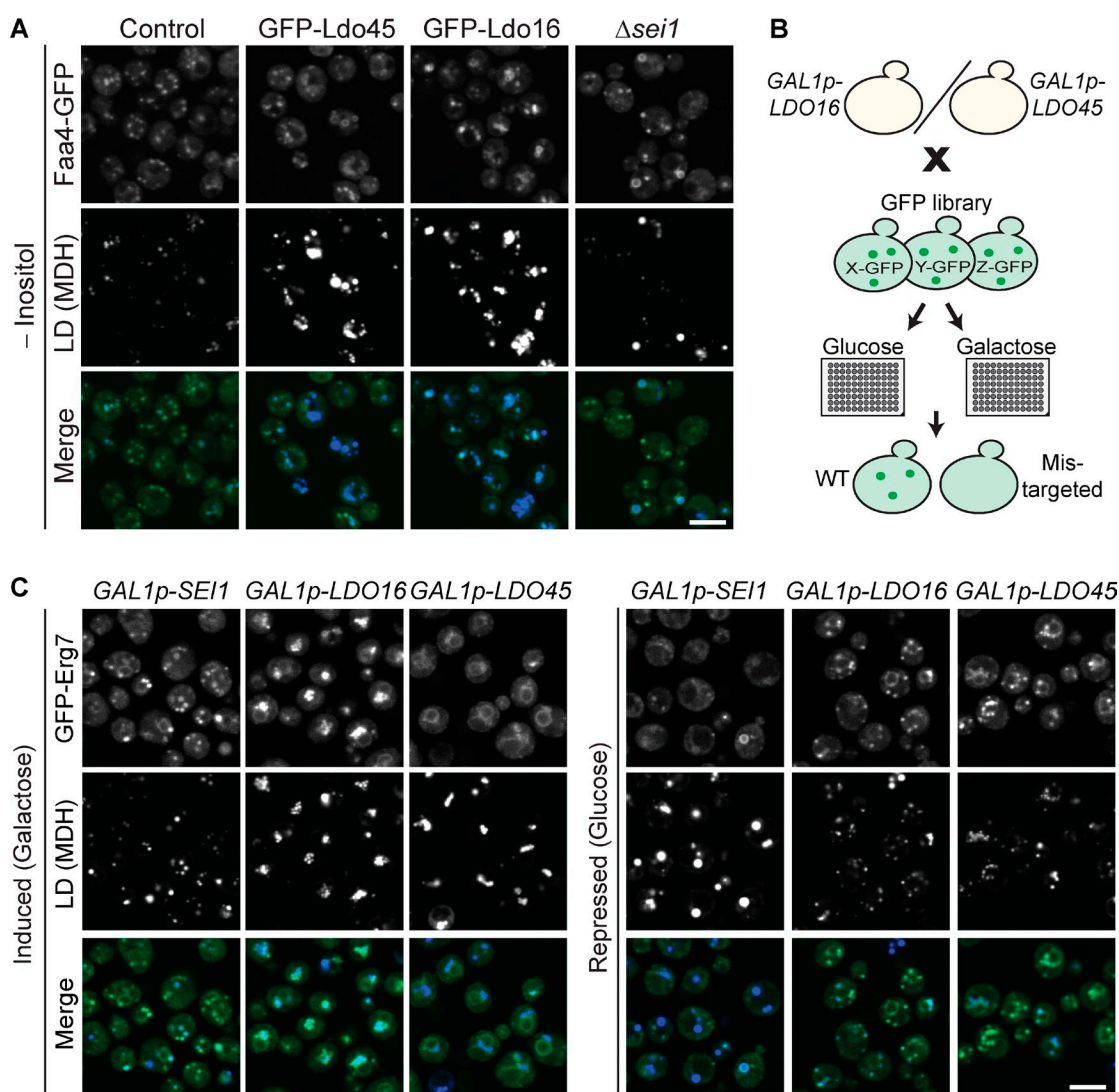 A
Control GFP-Ldo45 GFP-Ldo16 Δsei1
– Inositol
Faa4-GFP
LD (MDH)
Merge
B
GAL1p-
LDO16
GAL1p-
LDO45
X
GFP library
X-GFP Y-GFP Z-GFP
Glucose Galactose
WT
Mis-
targeted
C
GAL1p-SEI1 GAL1p-LDO16 GAL1p-LDO45
Induced (Galactose)
GFP-Erg7
LD (MDH)
Merge
GAL1p-SEI1 GAL1p-LDO16 GAL1p-LDO45
Repressed (Glucose)